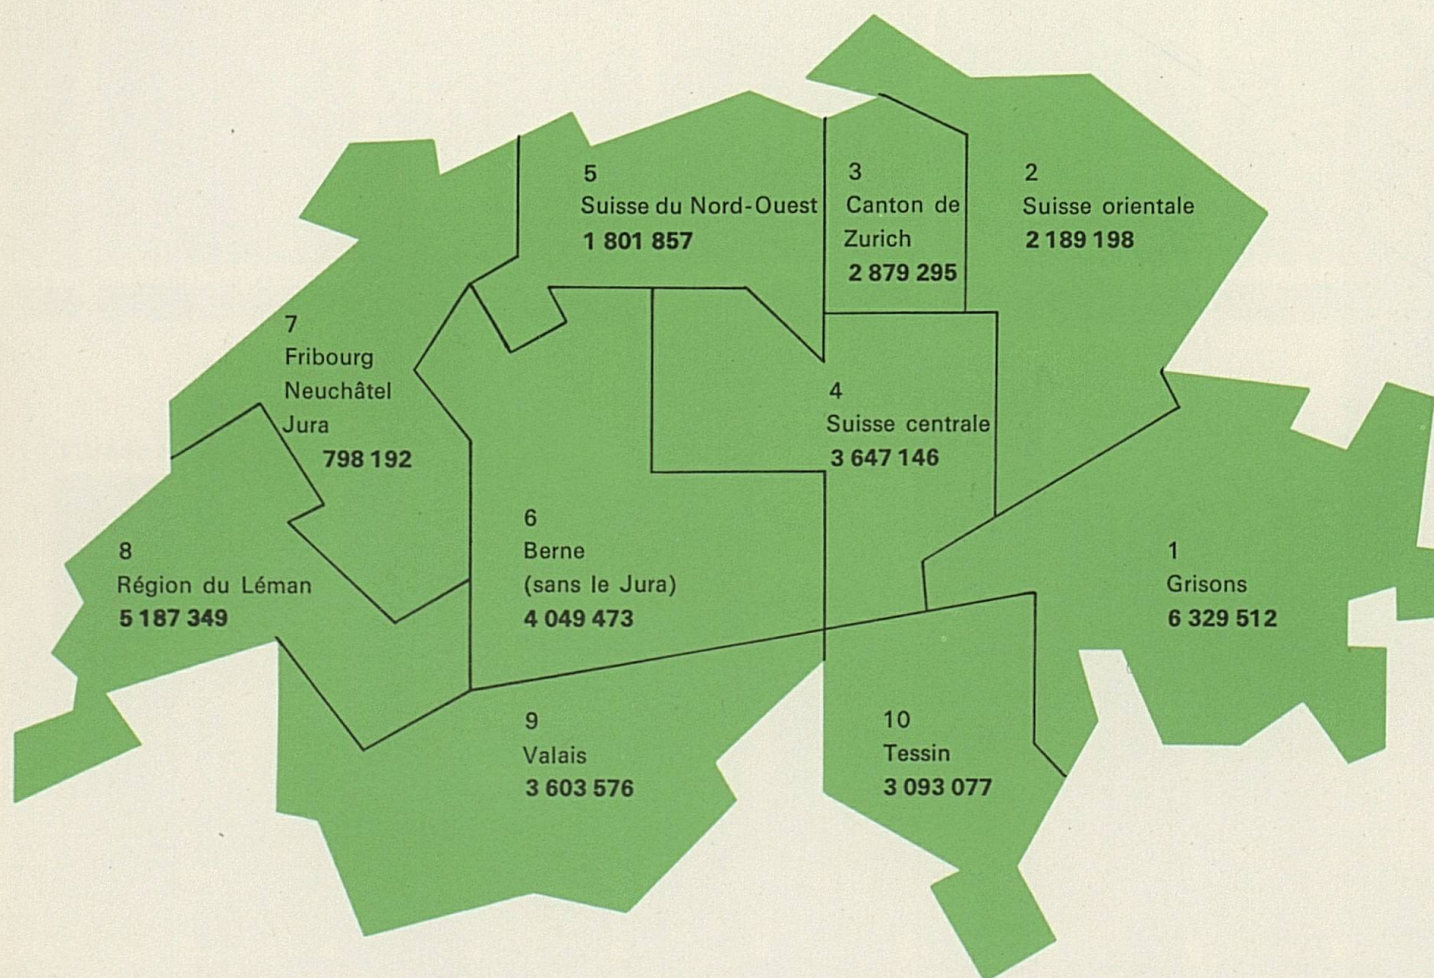 5
Suisse du Nord-Ouest
1 801 857
3
Canton de
Zurich
2 879 295
2
Suisse orientale
2 189 198
7
Fribourg
Neuchâtel
Jura
798 192
4
Suisse centrale
3 647 146
6
Berne
(sans le Jura)
4 049 473
8
Région du Léman
5 187 349
1
Grisons
6 329 512
9
Valais
3 603 576
10
Tessin
3 093 077